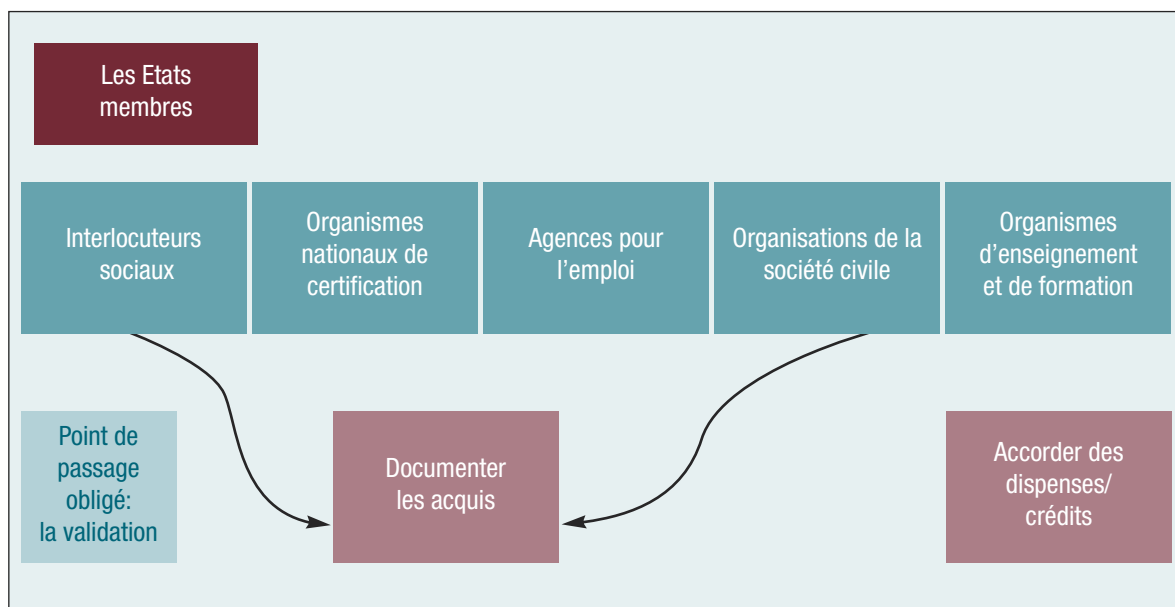 Les Etats
membres
Interlocuteurs
sociaux
Organismes
nationaux de
certification
Agences pour
l'emploi
Organisations de la
société civile
Organismes
d'enseignement
et de formation
Point de
passage
obligé:
la validation
Documenter
les acquis
Accorder des
dispenses/
crédits